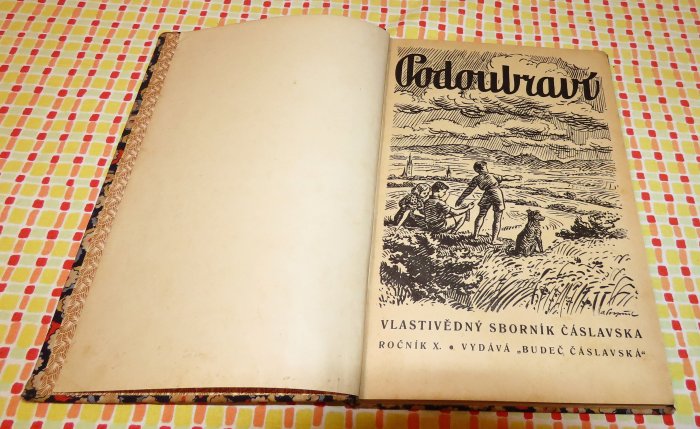 Podoubraví
VLASTIVĚDNÝ SBORNÍK ČÁSLAVSKA
ROČNÍK X. • VYDÁVÁ „BUDEČ ČÁSLAVSKÁ“